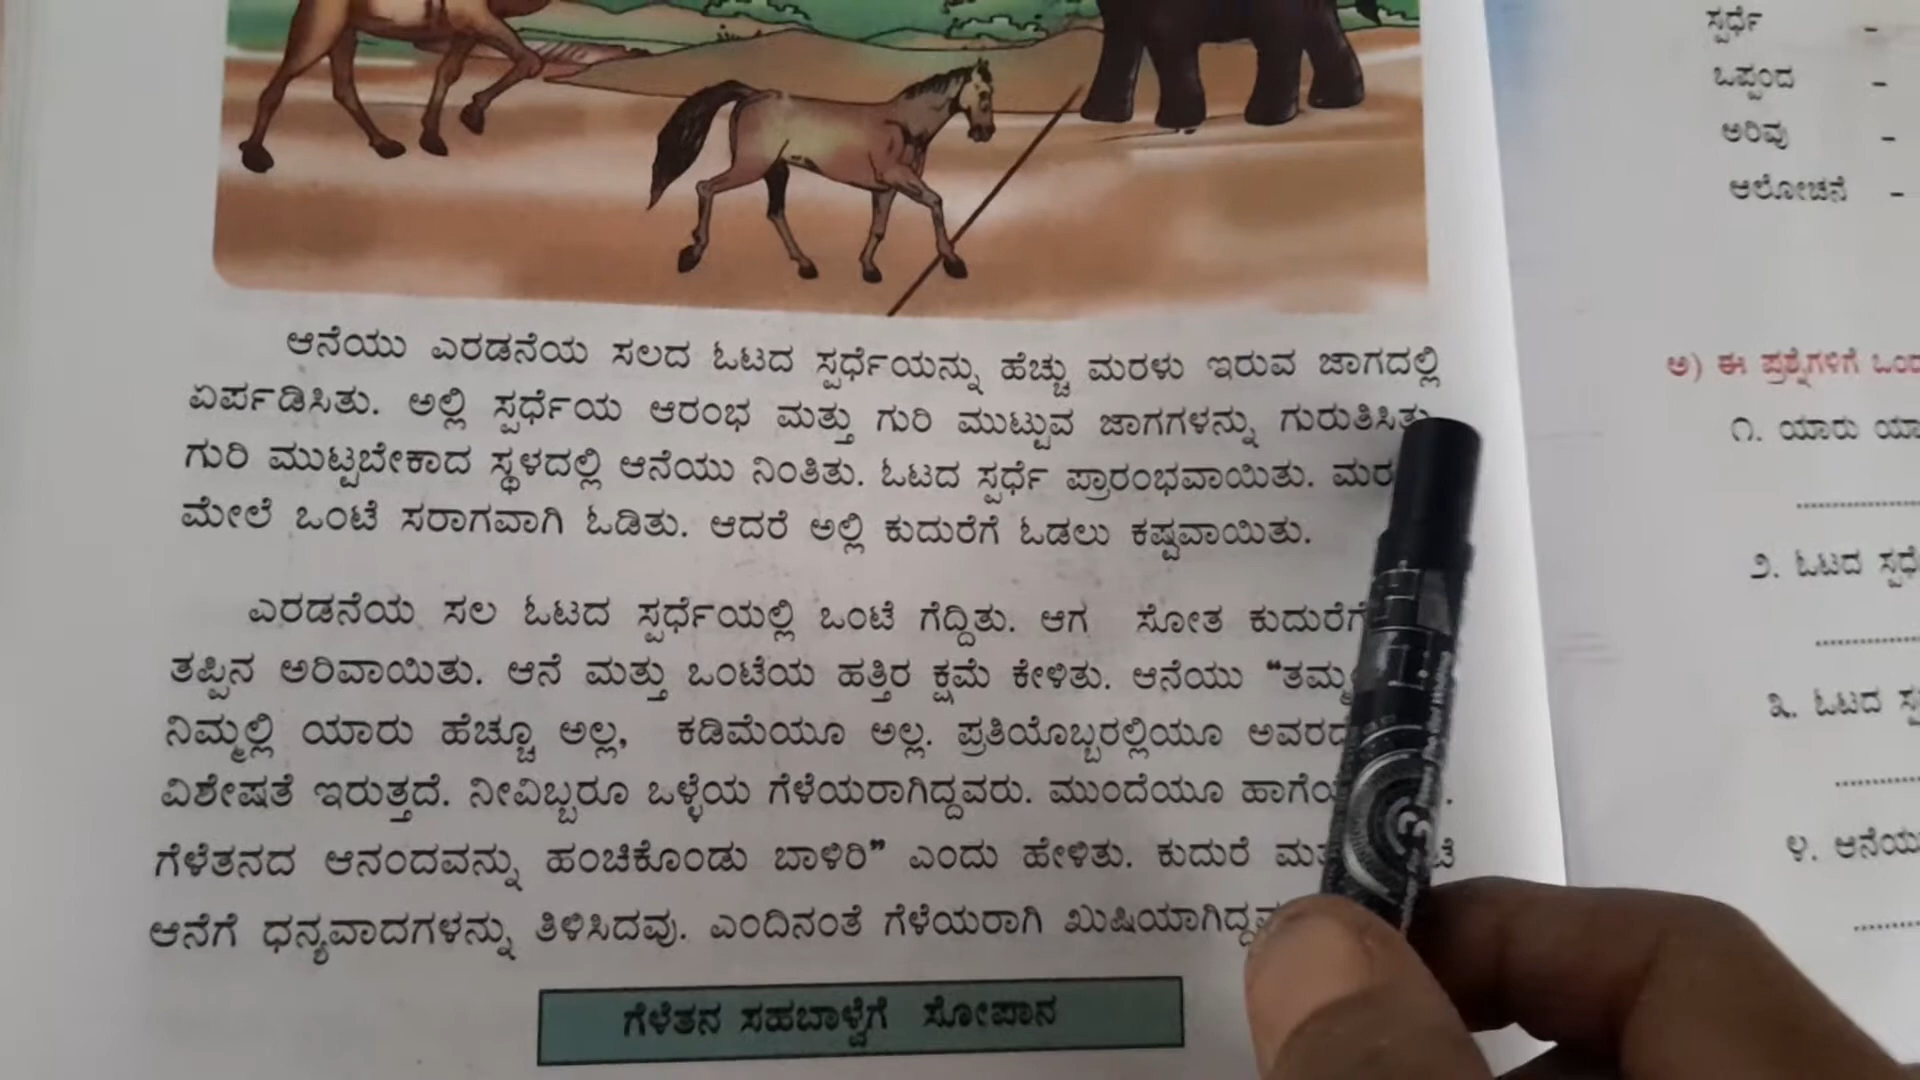 ಆನೆಯು ಎರಡನೆಯ ಸಲದ ಓಟದ ಸ್ಪರ್ಧೆಯನ್ನು ಹೆಚ್ಚು ಮರಳು ಇರುವ ಜಾಗದಲ್ಲಿ
ಏರ್ಪಡಿಸಿತು. ಅಲ್ಲಿ ಸ್ಪರ್ಧೆಯ ಆರಂಭ ಮತ್ತು ಗುರಿ ಮುಟ್ಟುವ ಜಾಗಗಳನ್ನು ಗುರುತಿಸಿತು
ಗುರಿ ಮುಟ್ಟಬೇಕಾದ ಸ್ಥಳದಲ್ಲಿ ಆನೆಯು ನಿಂತಿತು. ಓಟದ ಸ್ಪರ್ಧೆ ಪ್ರಾರಂಭವಾಯಿತು.
ಮೇಲೆ ಒಂಟೆ ಸರಾಗವಾಗಿ ಓಡಿತು. ಆದರೆ ಅಲ್ಲಿ ಕುದುರೆಗೆ ಓಡಲು ಕಷ್ಟವಾಯಿತು.
ಎರಡನೆಯ ಸಲ ಓಟದ ಸ್ಪರ್ಧೆಯಲ್ಲಿ ಒಂಟೆ ಗೆದ್ದಿತು. ಆಗ ಸೋತ ಕುದುರೆಗೆ
ತಪ್ಪಿನ ಅರಿವಾಯಿತು. ಆನೆ ಮತ್ತು ಒಂಟೆಯ ಹತ್ತಿರ ಕ್ಷಮೆ ಕೇಳಿತು. ಆನೆಯು
ನಿಮ್ಮಲ್ಲಿ ಯಾರು ಹೆಚ್ಚೂ ಅಲ್ಲ, ಕಡಿಮೆಯೂ ಅಲ್ಲ. ಪ್ರತಿಯೊಬ್ಬರಲ್ಲಿಯೂ
ವಿಶೇಷತೆ ಇರುತ್ತದೆ. ನೀವಿಬ್ಬರೂ ಒಳ್ಳೆಯ ಗೆಳೆಯರಾಗಿದ್ದವರು. ಮುಂದೆಯೂ
ಗೆಳೆತನದ ಆನಂದವನ್ನು ಹಂಚಿಕೊಂಡು ಬಾಳಿರಿ” ಎಂದು ಹೇಳಿತು. ಕುದುರೆ
ಆನೆಗೆ ಧನ್ಯವಾದಗಳನ್ನು ತಿಳಿಸಿದವು. ಎಂದಿನಂತೆ ಗೆಳೆಯರಾಗಿ
ಗೆಳೆತನ ಸಹಬಾಳ್ವೆಗೆ ಸೋಪಾನ
ಸ್ಪರ್ಧೆ -
ಒಪ್ಪಂದ -
ಅರಿವು -
ಆಲೋಚನೆ -
ಅ) ಈ ಪ್ರಶ್ನೆಗಳಿಗೆ
೧. ಯಾರು
೨. ಓಟದ
೩. ಓಟದ
೪. ಆನೆಯು